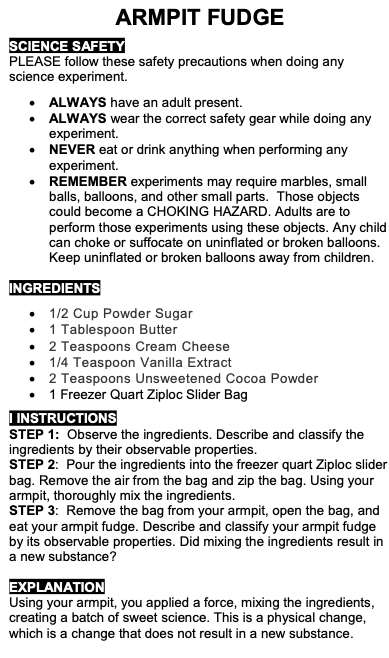 ARMPIT FUDGE
SCIENCE SAFETY
PLEASE follow these safety precautions when doing any
science experiment.
• ALWAYS have an adult present.
• ALWAYS wear the correct safety gear while doing any
experiment.
• NEVER eat or drink anything when performing any
experiment.
• REMEMBER experiments may require marbles, small
balls, balloons, and other small parts.  Those objects
could become a CHOKING HAZARD. Adults are to
perform those experiments using these objects. Any child
can choke or suffocate on uninflated or broken balloons.
Keep uninflated or broken balloons away from children.
INGREDIENTS
• 1/2 Cup Powder Sugar
• 1 Tablespoon Butter
• 2 Teaspoons Cream Cheese
• 1/4 Teaspoon Vanilla Extract
• 2 Teaspoons Unsweetened Cocoa Powder
• 1 Freezer Quart Ziploc Slider Bag
I INSTRUCTIONS
STEP 1:  Observe the ingredients. Describe and classify the
ingredients by their observable properties.
STEP 2:  Pour the ingredients into the freezer quart Ziploc slider
bag. Remove the air from the bag and zip the bag. Using your
armpit, thoroughly mix the ingredients.
STEP 3:  Remove the bag from your armpit, open the bag, and
eat your armpit fudge. Describe and classify your armpit fudge
by its observable properties. Did mixing the ingredients result in
a new substance?
EXPLANATION
Using your armpit, you applied a force, mixing the ingredients,
creating a batch of sweet science. This is a physical change,
which is a change that does not result in a new substance.